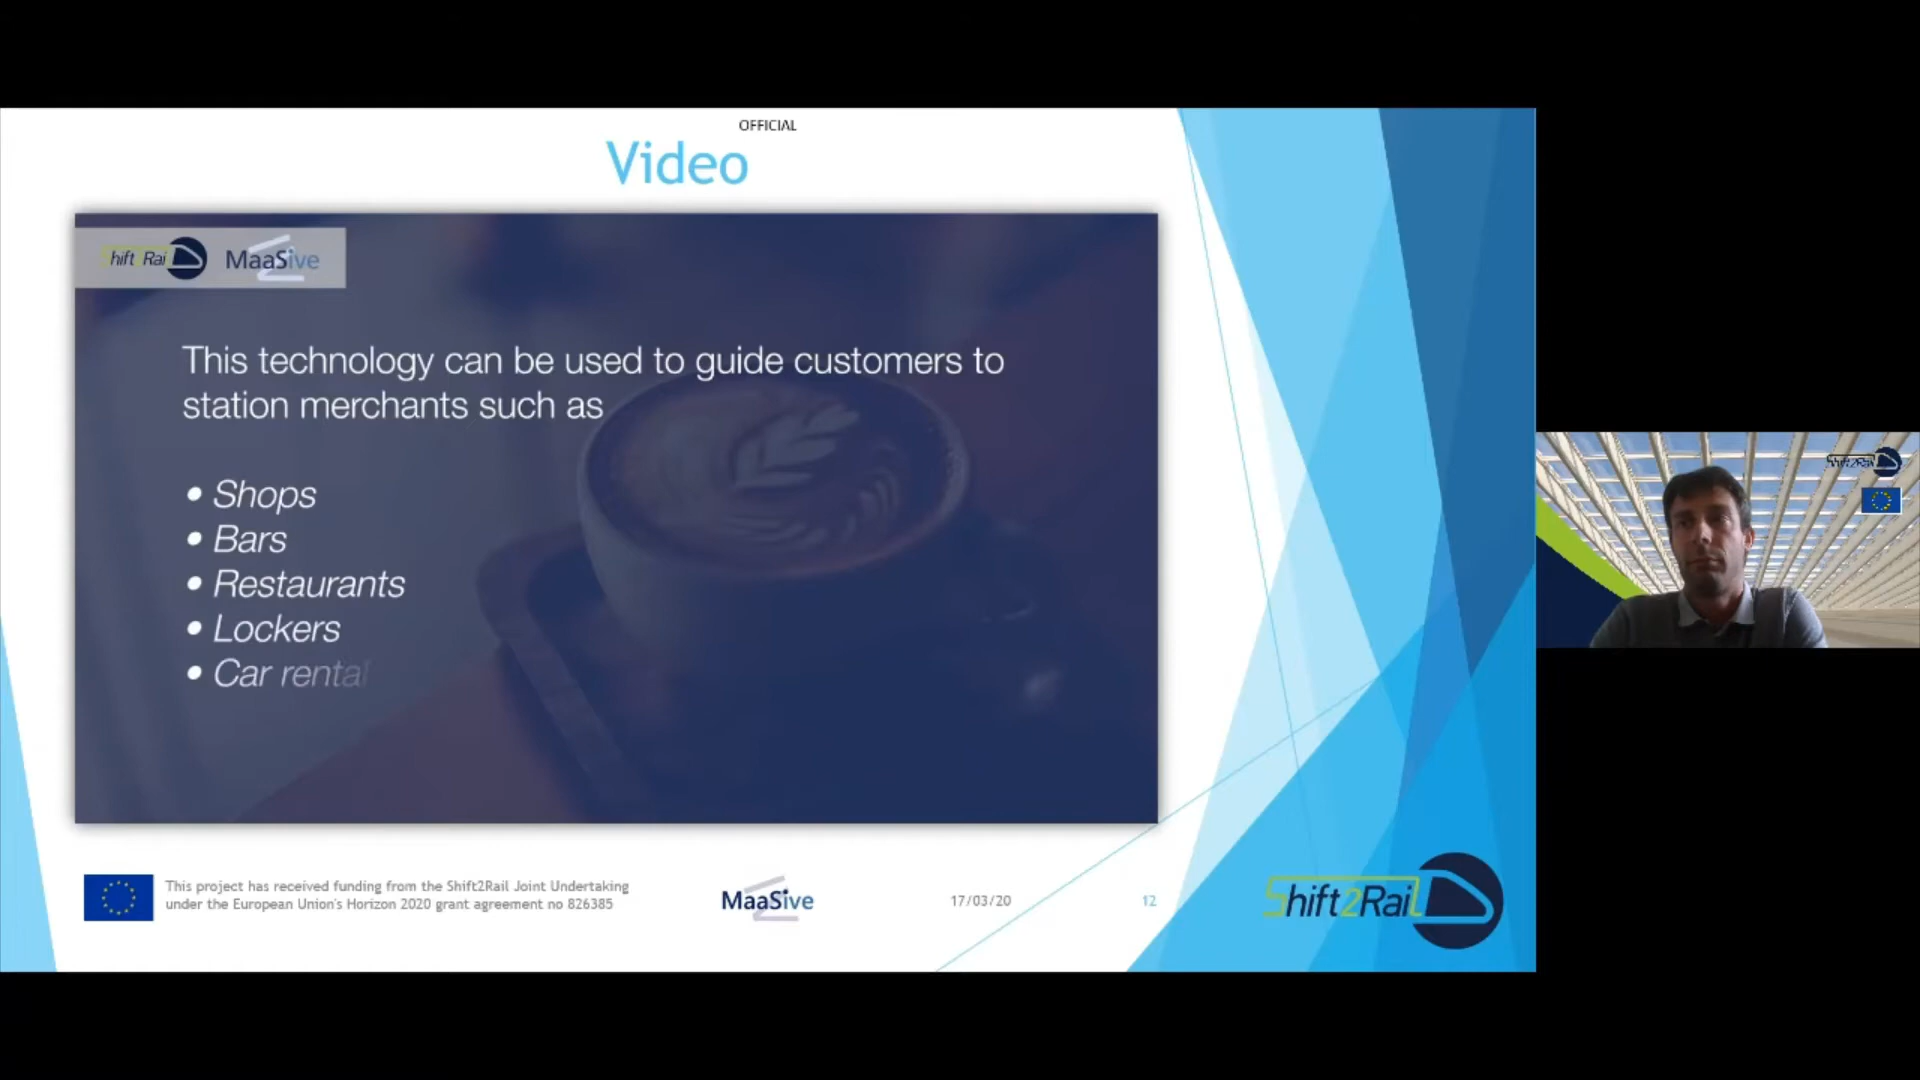 OFFICIAL
Video
hift Rai
MaaSive
This technology can be used to guide customers to
station merchants such as
• Shops
• Bars
• Restaurants
• Lockers
• Car rental
This project has received funding from the Shift2Rail Joint Undertaking
under the European Union's Horizon 2020 grant agreement no 826385
MaaSive
17/03/20
12
Shift2Rail
Shift2Rail